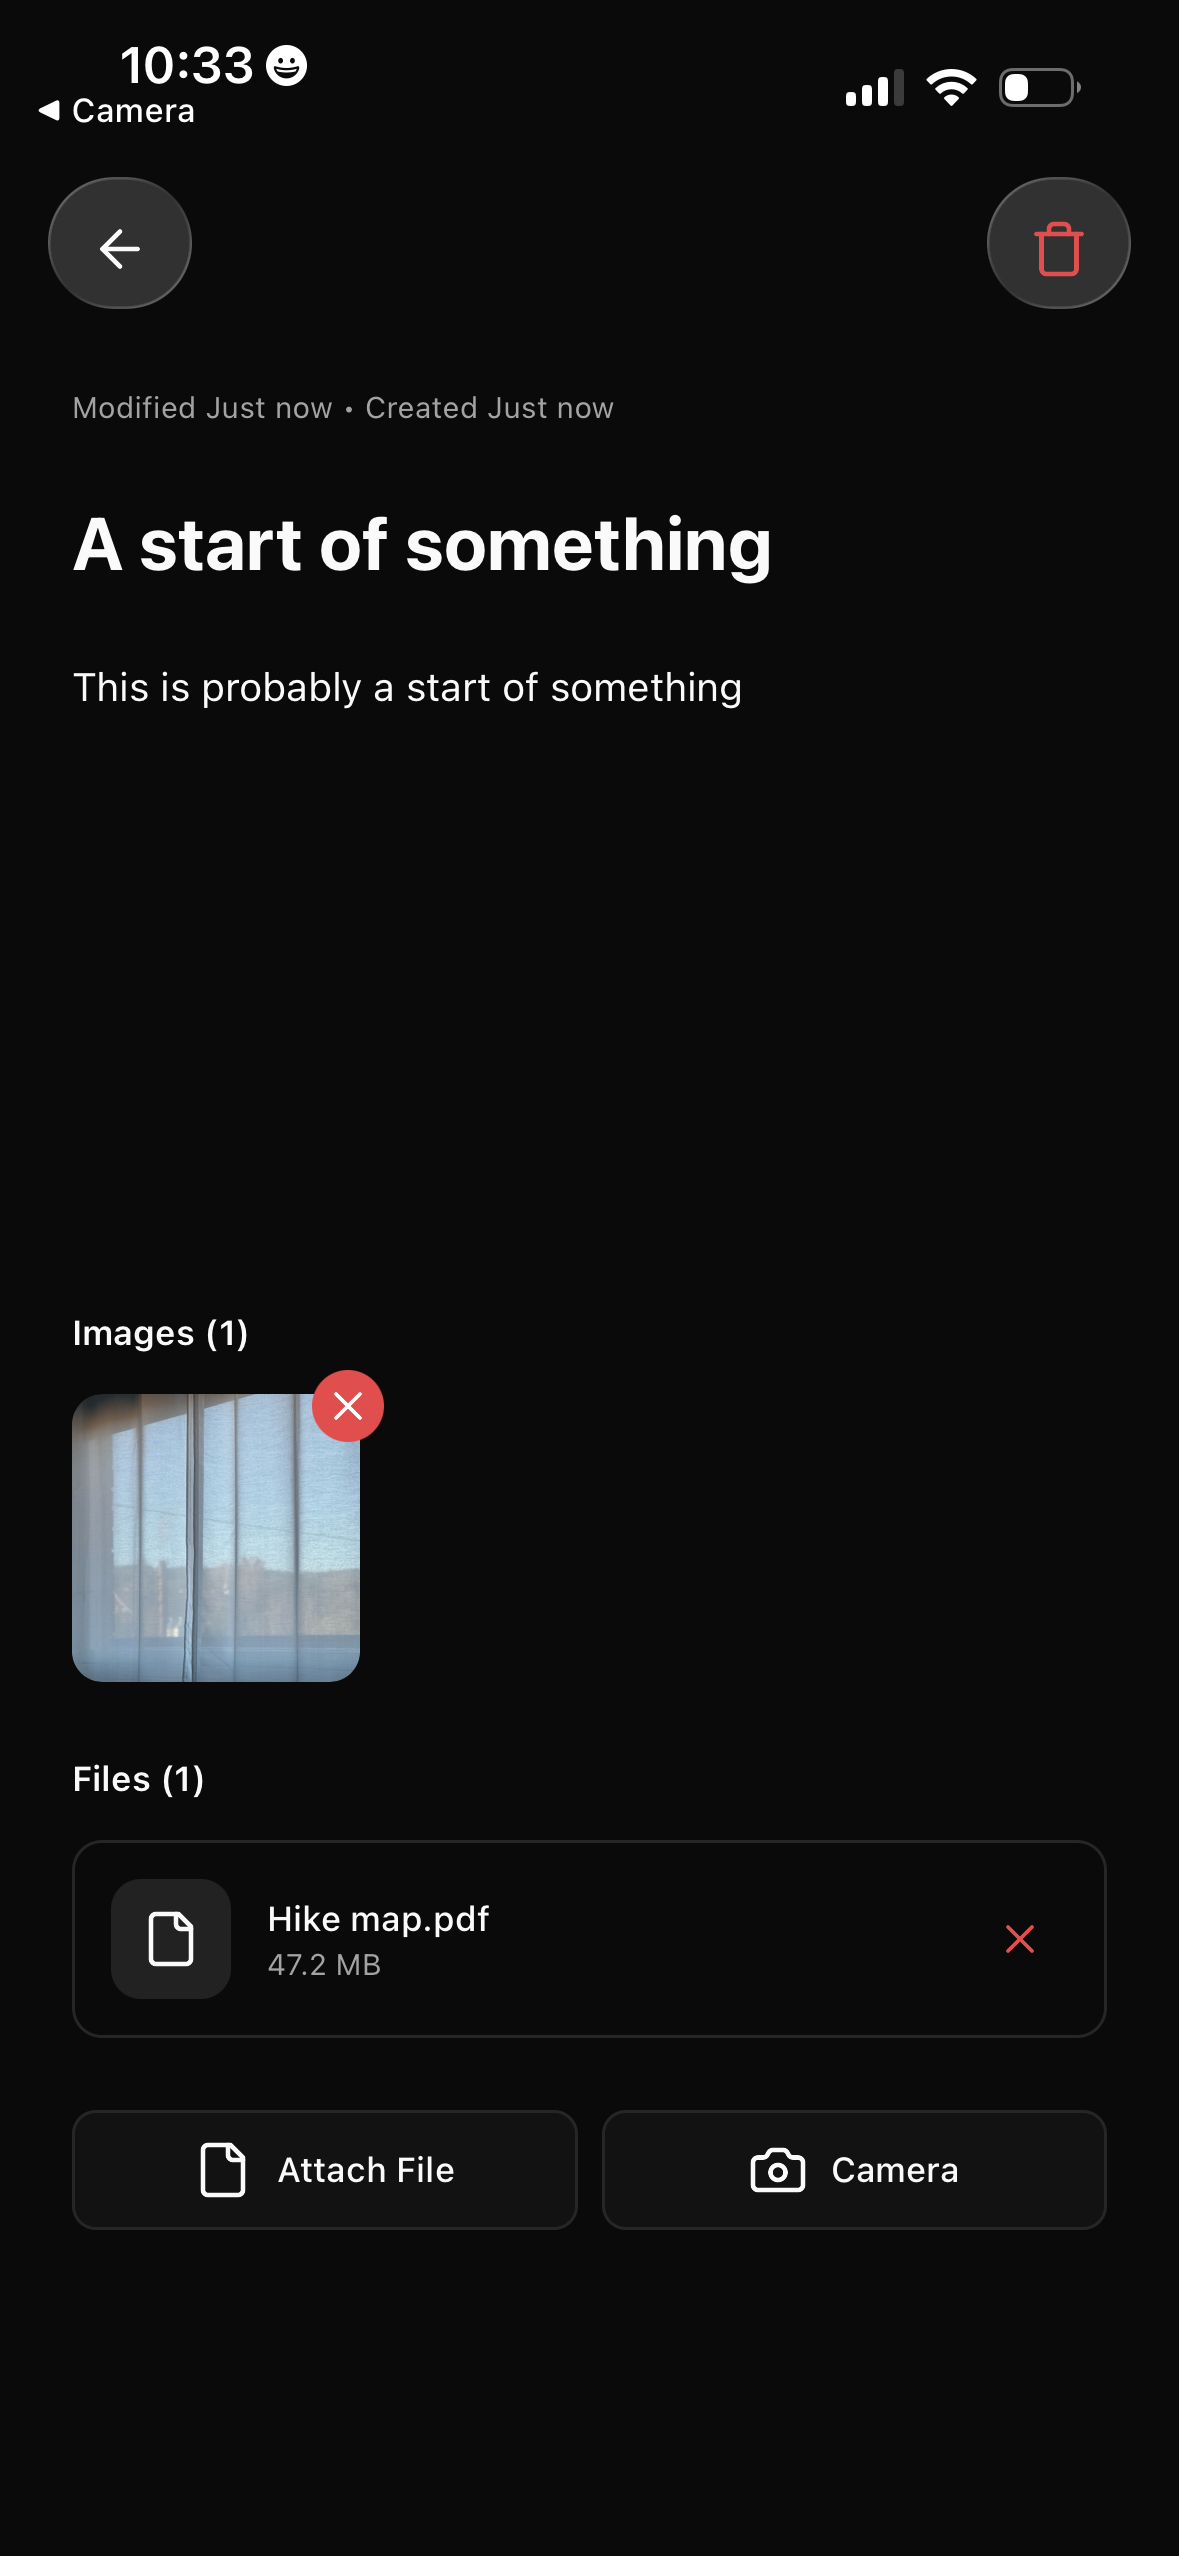 10:33
Camera
Modified Just now • Created Just now
A start of something
This is probably a start of something
Images (1)
Files (1)
Hike map.pdf
47.2 MB
Attach File
Camera